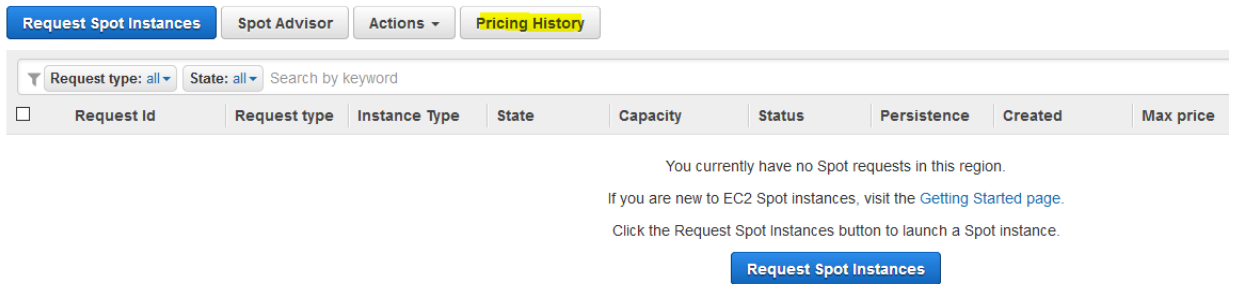 Request Spot Instances Spot Advisor Actions Pricing History
Request type: all State: all Search by keyword
Request Id Request type Instance Type State Capacity Status Persistence Created Max price
You currently have no Spot requests in this region.
If you are new to EC2 Spot instances, visit the Getting Started page.
Click the Request Spot Instances button to launch a Spot instance.
Request Spot Instances